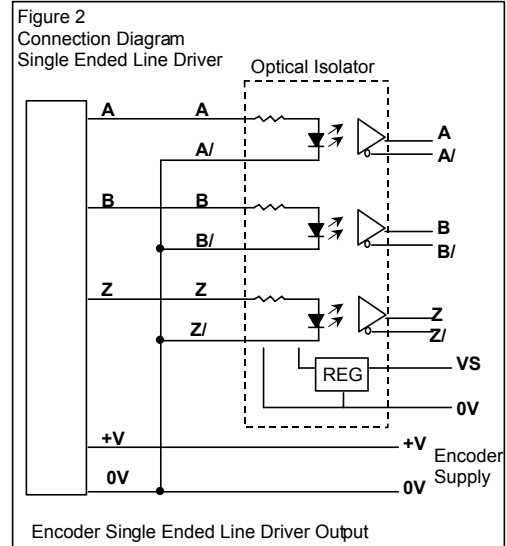 Figure 2
Connection Diagram
Single Ended Line Driver
Optical Isolator
A A A
A/ A/
B B B
B/ B/
Z Z Z
Z/ Z/
REG VS
0V
+V +V
Encoder
Supply
0V 0V
Encoder Single Ended Line Driver Output